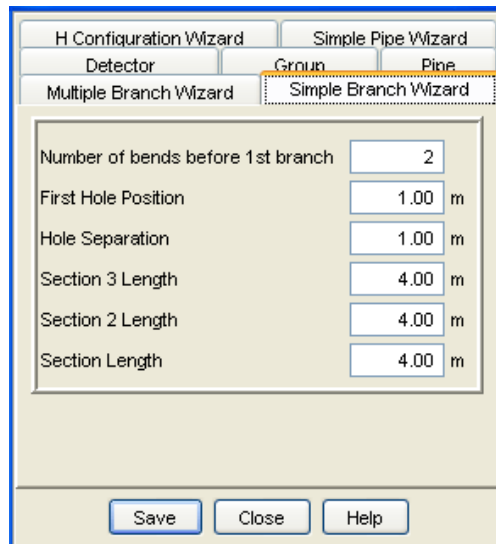 H Configuration Wizard Simple Pipe Wizard
Detector Group Pipe
Multiple Branch Wizard Simple Branch Wizard
Number of bends before 1st branch 2
First Hole Position 1.00 m
Hole Separation 1.00 m
Section 3 Length 4.00 m
Section 2 Length 4.00 m
Section Length 4.00 m
Save Close Help